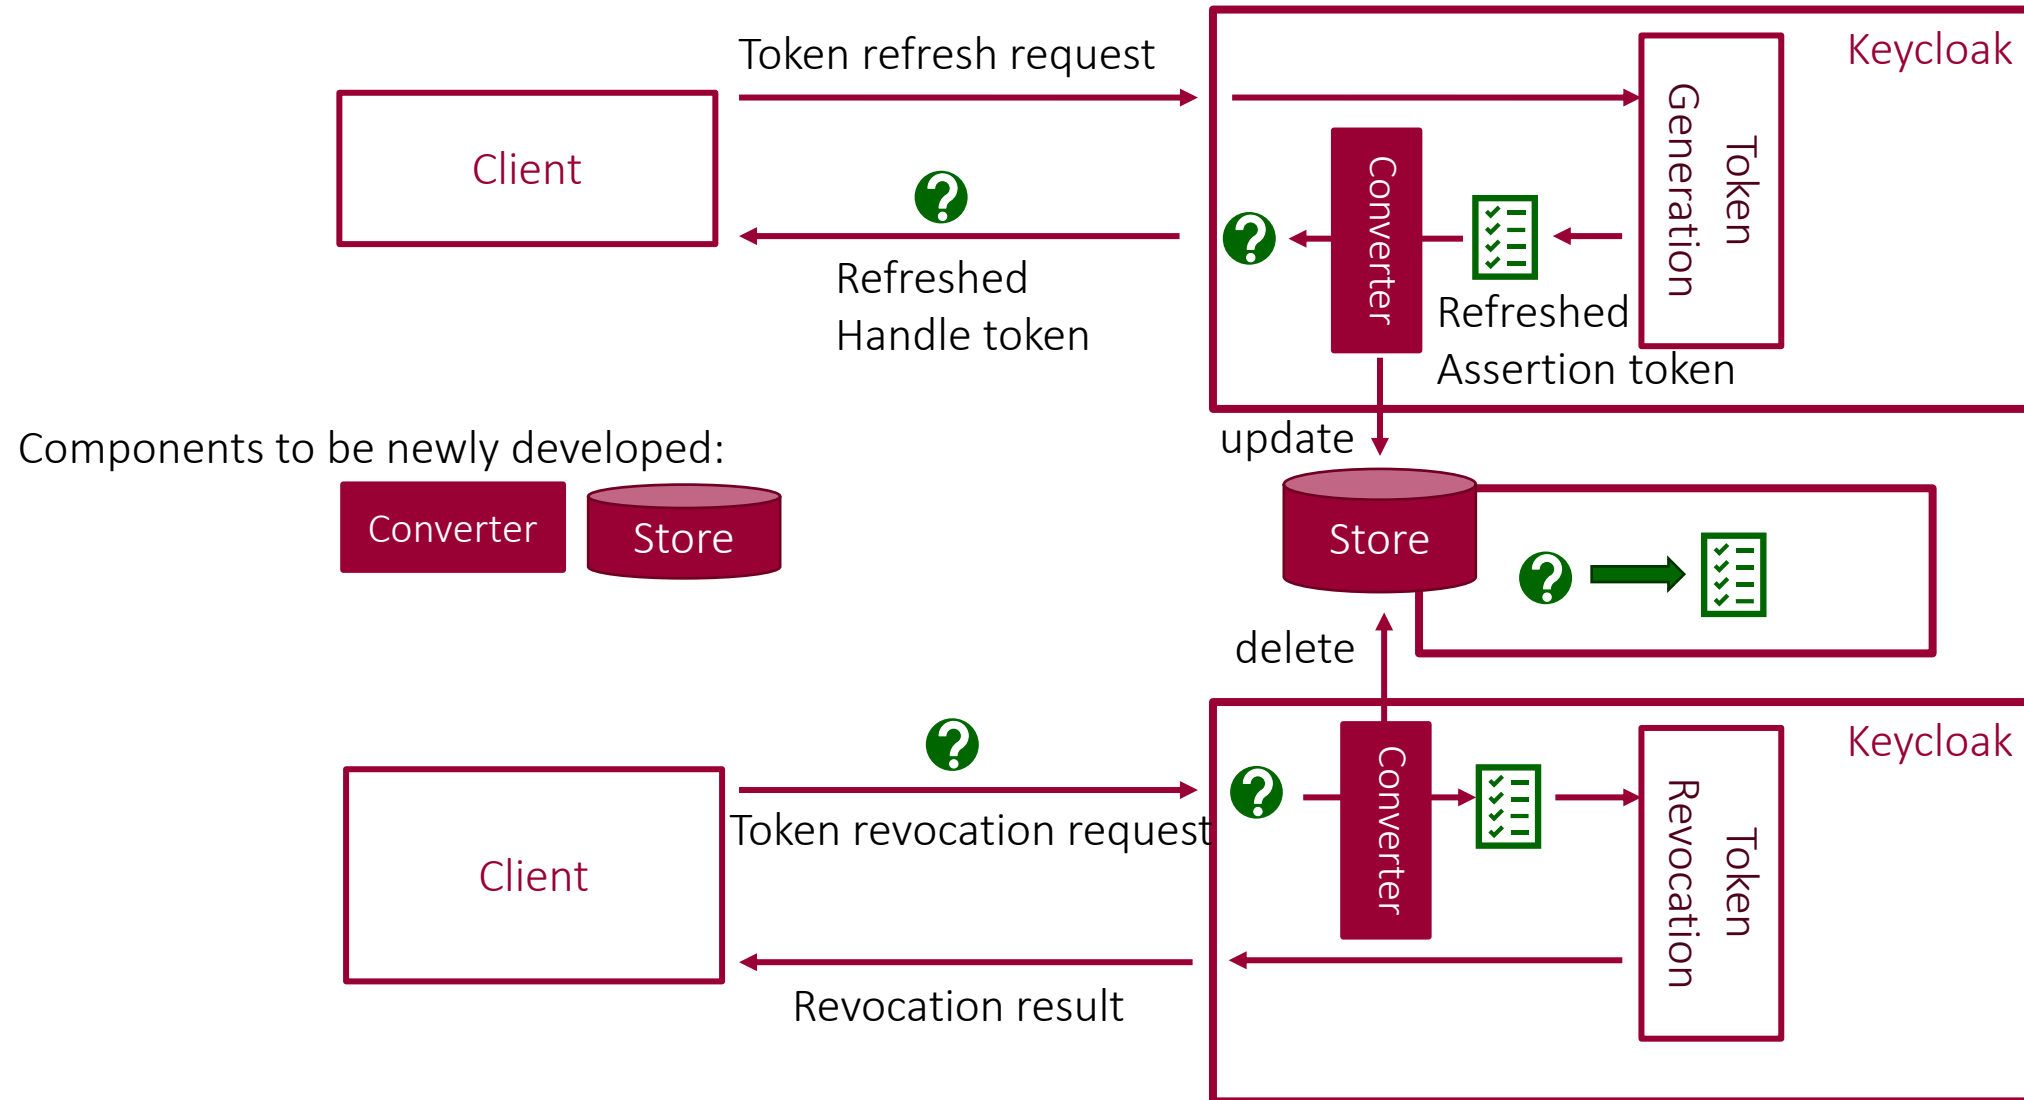 Token refresh request
Keycloak
Client
Converter
Token
Generation
Refreshed
Handle token
Refreshed
Assertion token
Components to be newly developed:
update
Converter
Store
Store
delete
Keycloak
Token revocation request
Client
Converter
Token
Revocation
Revocation result